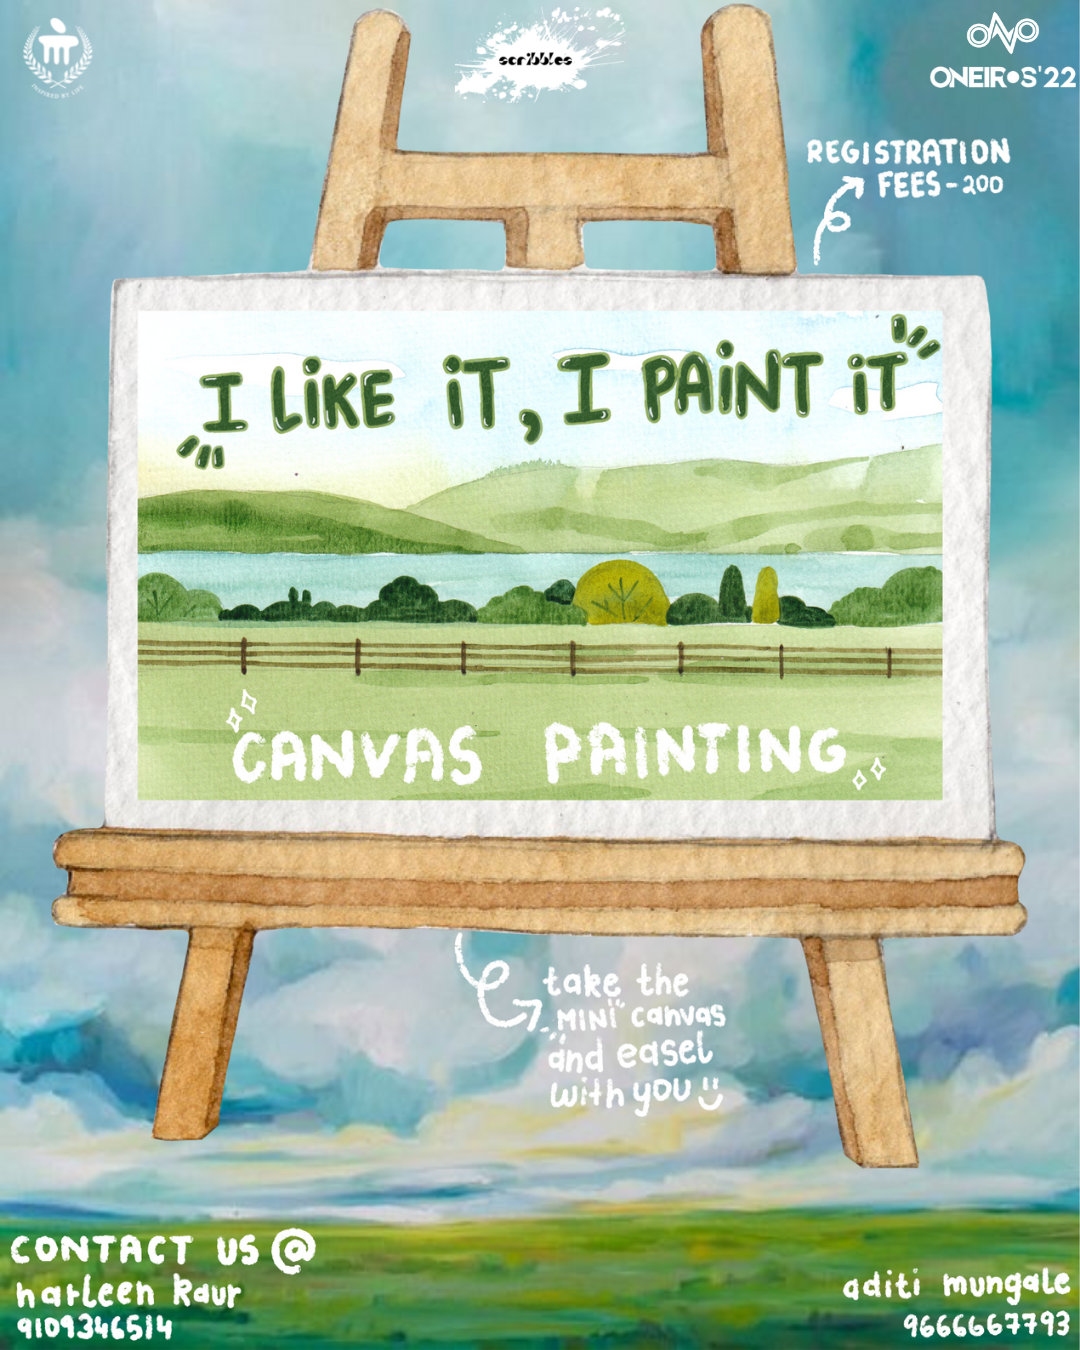 INSPIRED BY LIFE
scribbles
ONEIROS'22
REGISTRATION
FEES - 200
I LiKE iT, I PAiNT iT
CANVAS PAINTING
take the
"MINI" canvas
and easel
with you
CONTACT US @
harleen kaur
9109346514
aditi mungale
9666667793